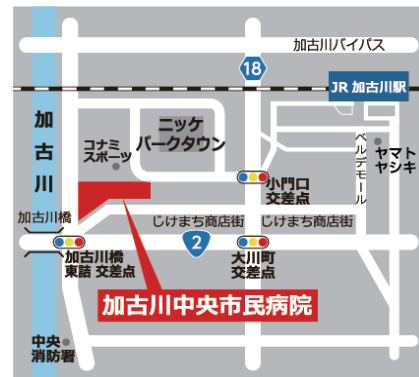 加古川バイパス
18
JR 加古川駅
加古川
ニッケ
パークタウン
コナミ
スポーツ
ベルデモール
ヤマト
ヤシキ
小門口
交差点
加古川橋
じけまち商店街
じけまち商店街
2
加古川橋
東詰 交差点
大川町
交差点
加古川中央市民病院
中央
消防署